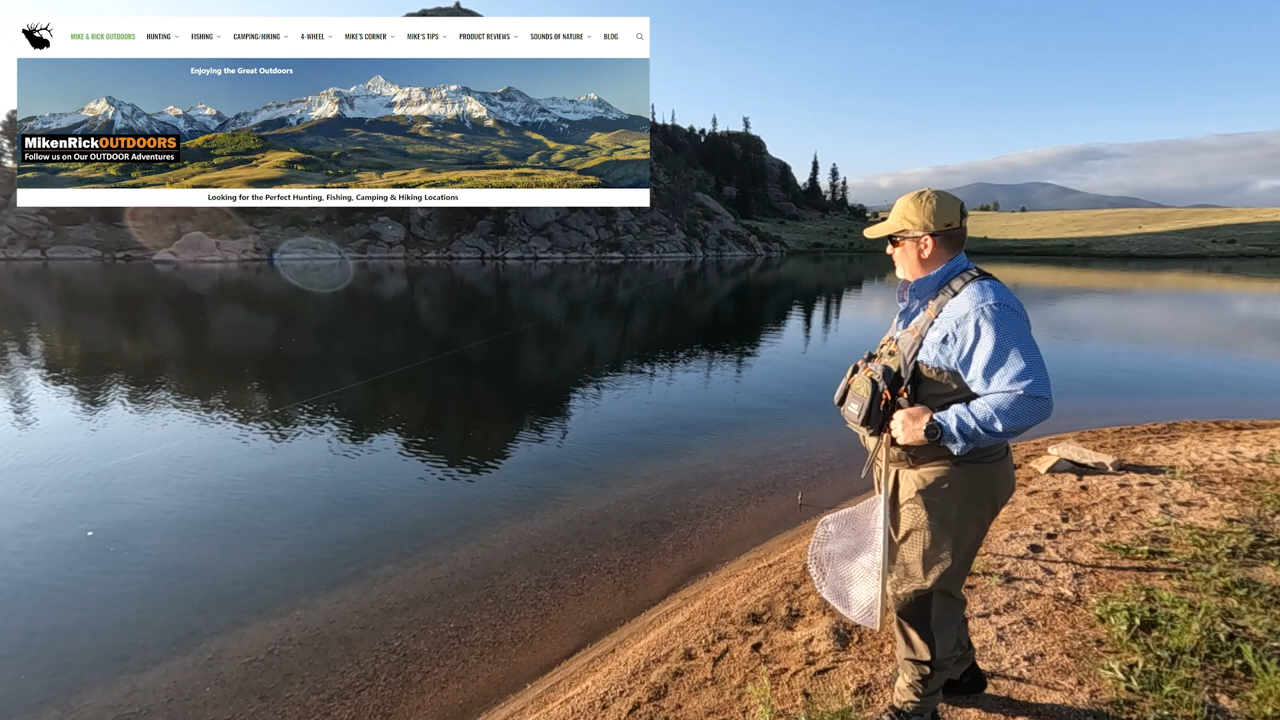 MIKE & RICK OUTDOORS HUNTING FISHING CAMPING/HIKING 4-WHEEL MIKE'S CORNER MIKE'S TIPS PRODUCT REVIEWS SOUNDS OF NATURE BLOG
Enjoying the Great Outdoors
MikenRickOUTDOORS
Follow us on Our OUTDOOR Adventures
Looking for the Perfect Hunting, Fishing, Camping & Hiking Locations